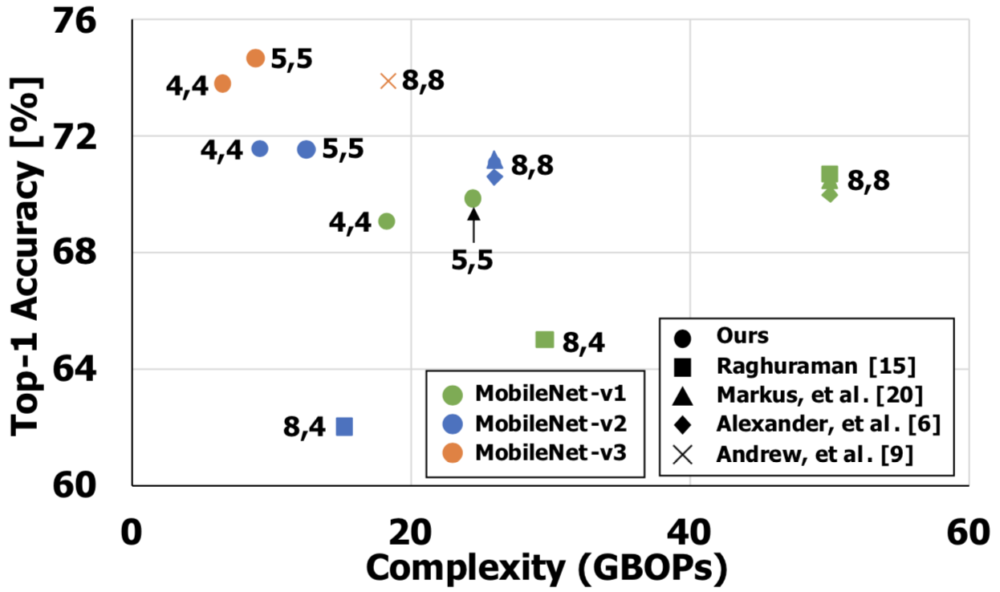 76
5,5
4,4
8,8
72
4,4
5,5
8,8
8,8
4,4
68
5,5
8,4
64
8,4
60
Top-1 Accuracy [%]
MobileNet-v1
MobileNet-v2
MobileNet-v3
Ours
Raghuraman [15]
Markus, et al. [20]
Alexander, et al. [6]
Andrew, et al. [9]
0 20 40 60
Complexity (GBOPs)